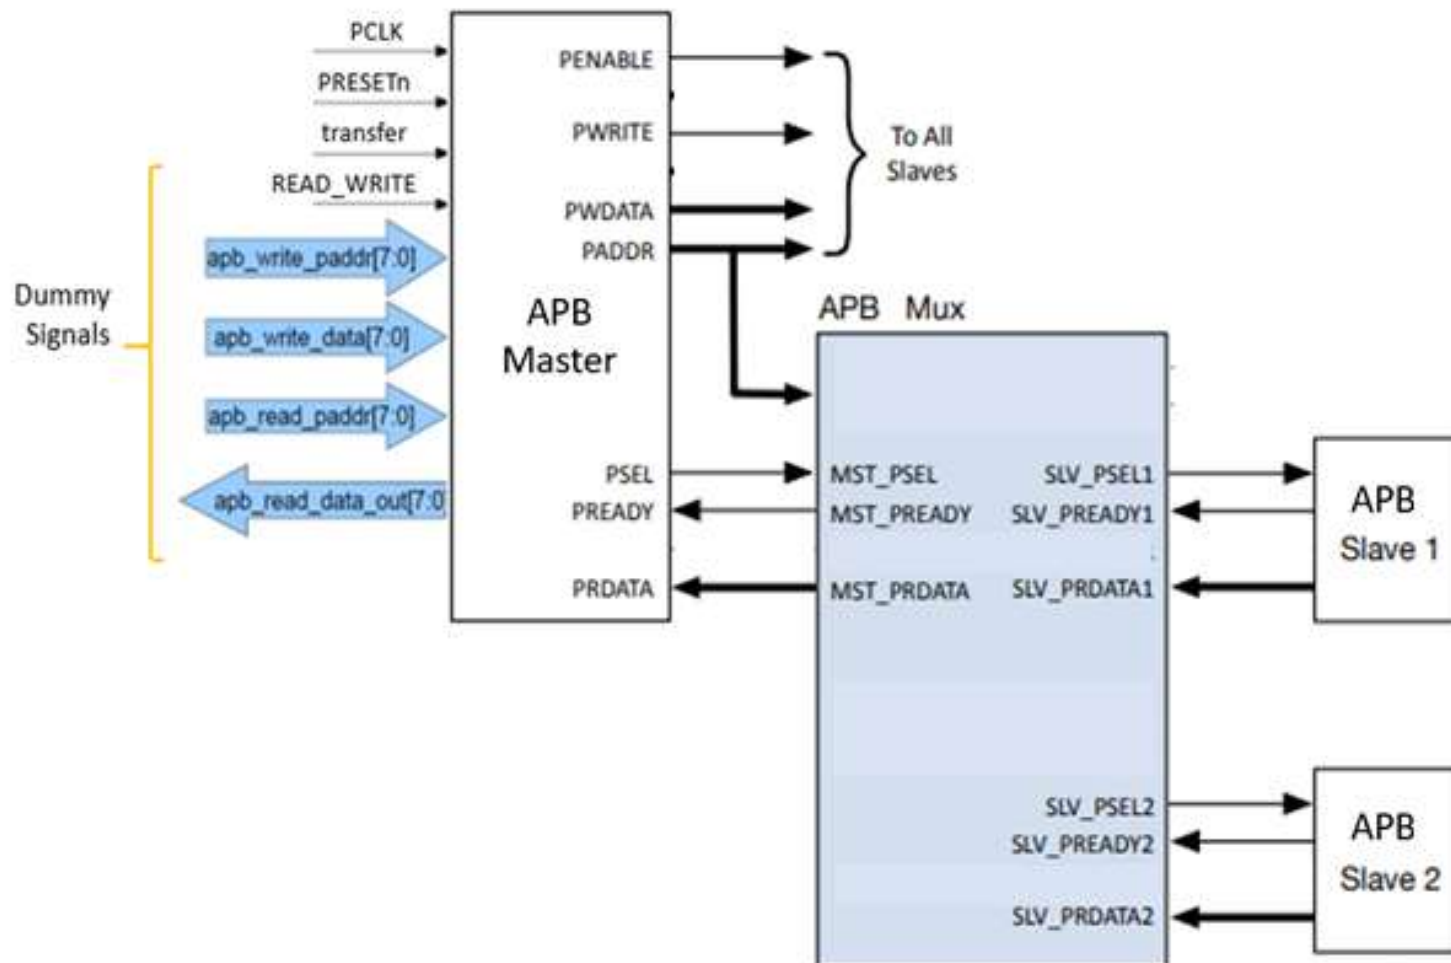 PCLK
PRESETn
transfer
READ_WRITE
apb_write_paddr[7:0]
apb_write_data[7:0]
apb_read_paddr[7:0]
apb_read_data_out[7:0
Dummy
Signals
PENABLE
PWRITE
PWDATA
PADDR
APB
Master
PSEL
PREADY
PRDATA
To All
Slaves
APB Mux
MST_PSEL
MST_PREADY
MST_PRDATA
SLV_PSEL1
SLV_PREADY1
SLV_PRDATA1
SLV_PSEL2
SLV_PREADY2
SLV_PRDATA2
APB
Slave 1
APB
Slave 2